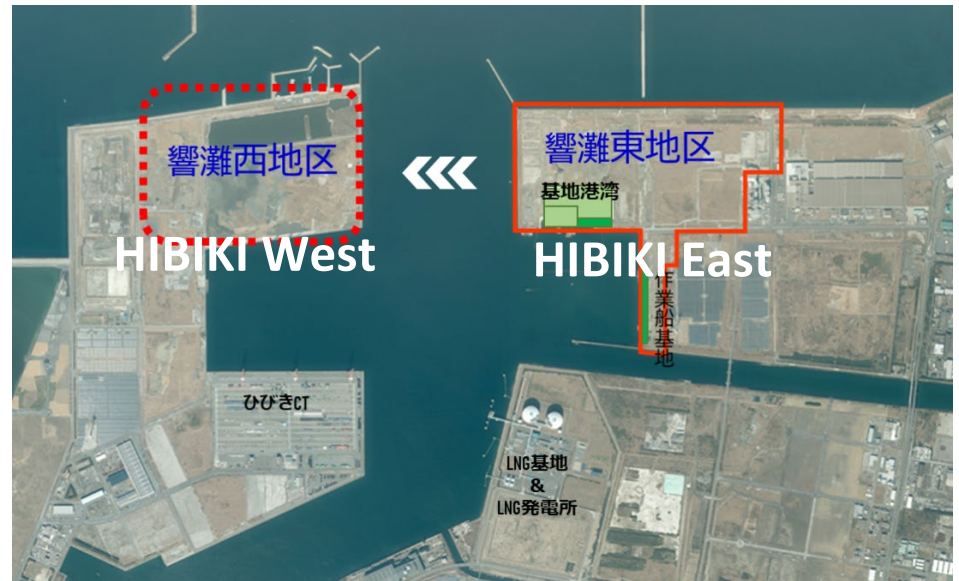 響灘西地区
響灘東地区
基地港湾
HIBIKI West
HIBIKI East
作業船基地
ひびきCT
LNG基地
&
LNG発電所